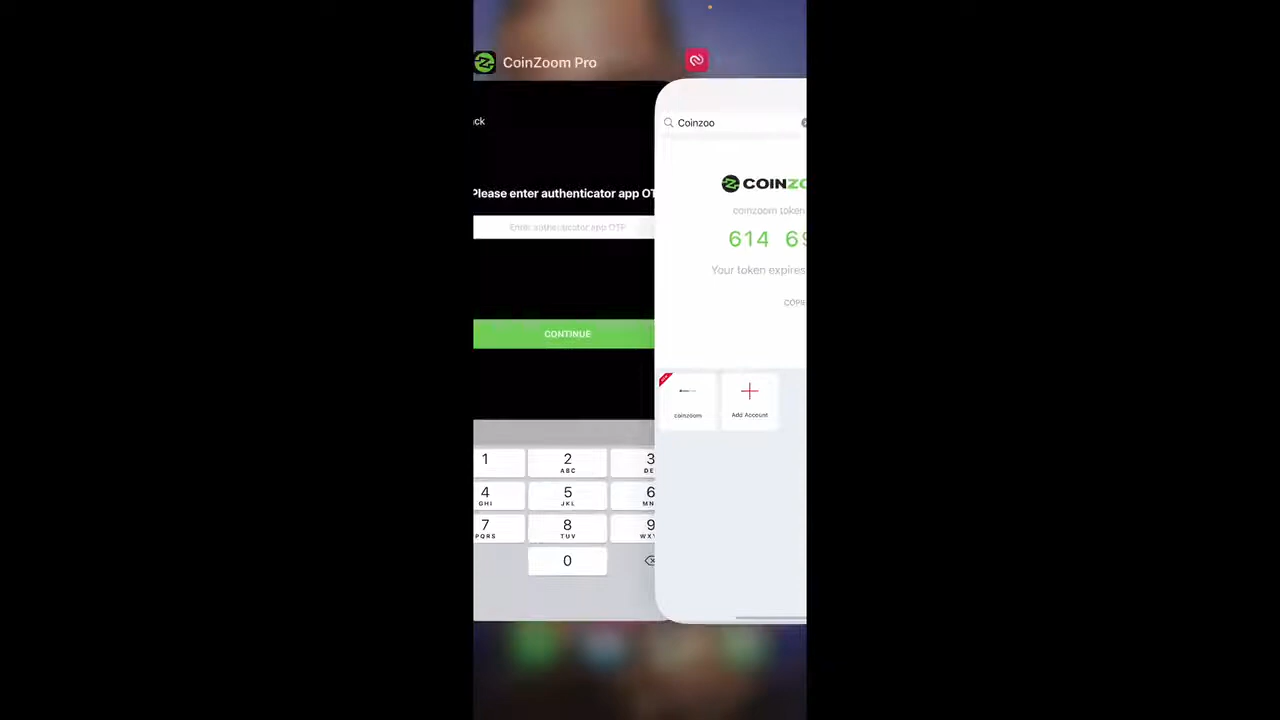 CoinZoom Pro
ck
Please enter authenticator app OT
Enter authenticator app OTP
CONTINUE
1
2
ABC
3
DE
4
GHI
5
JKL
6
MN
7
PQRS
8
TUV
9
WXY
0
Coinzoo
COINZO
coinzoom token
614 69
Your token expires
COPIE
coinzoom
Add Account